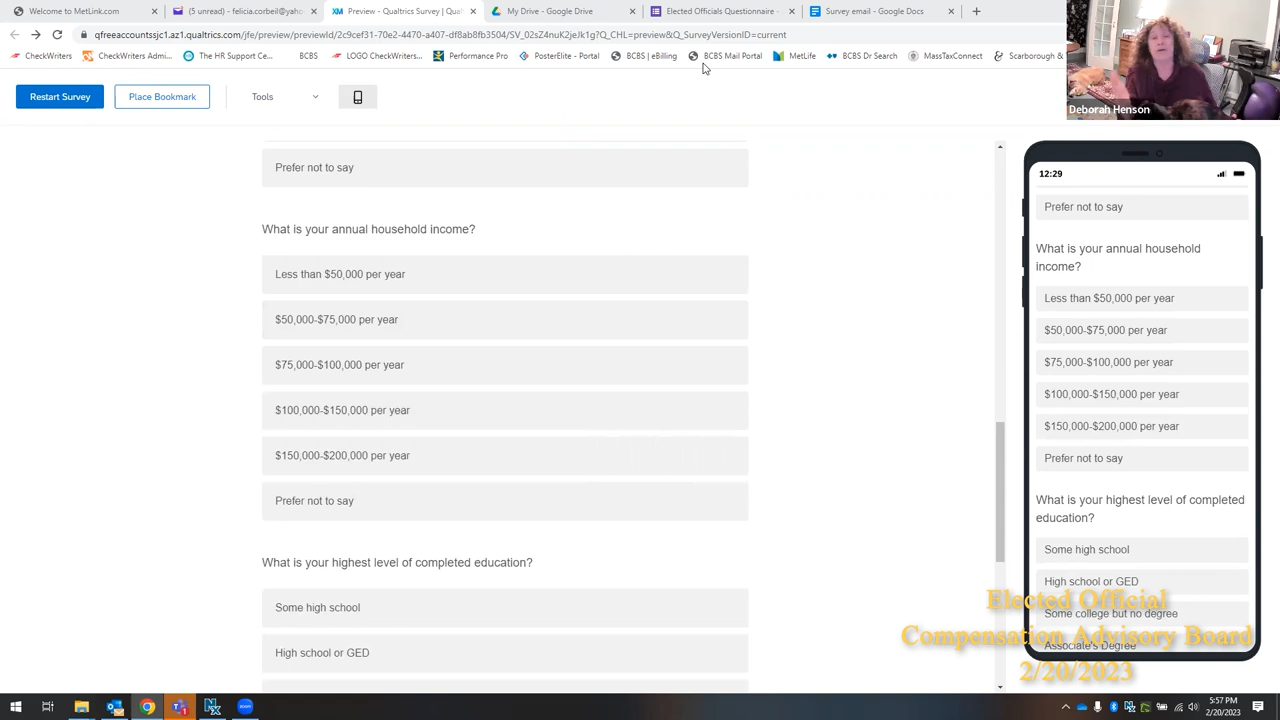 Welcome to MetLink.com
(5 unread) - felicia.corbeil@yaho
XM Preview - Qualtrics Survey | Qual
My Drive - Google Drive
Elected Officials Questionnaire -
Survey email - Google Docs
qfreeaccountssjc1.az1.qualtrics.com/jfe/preview/previewId/2c9cef31-70e2-4470-a407-df8ab8fb3504/SV_02sZ4nuK2jeJk1g?Q_CHL=preview&Q_SurveyVersionID=current
CheckWriters
CheckWriters Admi...
The HR Support Ce...
BCBS
LOGO CheckWriters...
Performance Pro
Poster Elite - Portal
BCBS | eBilling
BCBS Mail Portal
MetLife
BCBS Dr Search
MassTaxConnect
Scarborough &
Restart Survey
Place Bookmark
Tools
Deborah Henson
Prefer not to say
What is your annual household income?
Less than $50,000 per year
$50,000-$75,000 per year
$75,000-$100,000 per year
$100,000-$150,000 per year
$150,000-$200,000 per year
Prefer not to say
What is your highest level of completed education?
Some high school
High school or GED
12:29
Prefer not to say
What is your annual household
income?
Less than $50,000 per year
$50,000-$75,000 per year
$75,000-$100,000 per year
$100,000-$150,000 per year
$150,000-$200,000 per year
Prefer not to say
What is your highest level of completed
education?
Some high school
High school or GED
Some college but no degree
Associate's Degree
Elected Official
Compensation Advisory Board
2/20/2023
5:57 PM
2/20/2023